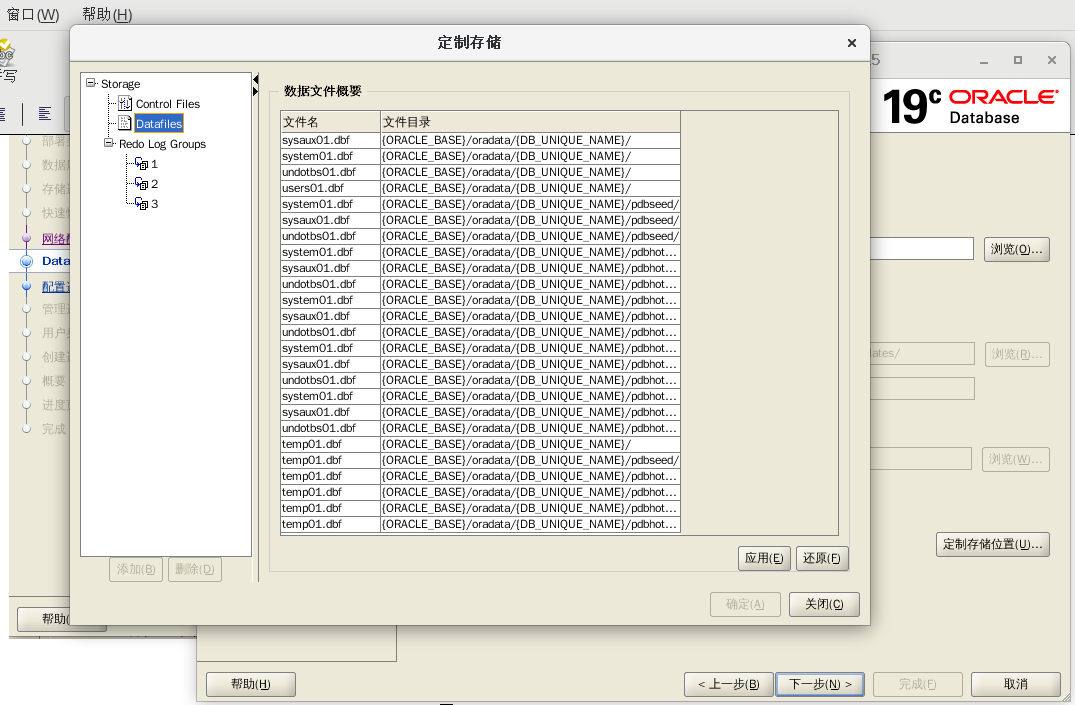 窗口(W) 帮助(H)
定制存储
19c ORACLE
Database
Storage
Control Files
Datafiles
Redo Log Groups
1
2
3
添加(B) 删除(D)
数据文件概要
文件名 文件目录
sysaux01.dbf {ORACLE_BASE}/oradata/{DB_UNIQUE_NAME}/
system01.dbf {ORACLE_BASE}/oradata/{DB_UNIQUE_NAME}/
undotbs01.dbf {ORACLE_BASE}/oradata/{DB_UNIQUE_NAME}/
users01.dbf {ORACLE_BASE}/oradata/{DB_UNIQUE_NAME}/
system01.dbf {ORACLE_BASE}/oradata/{DB_UNIQUE_NAME}/pdbseed/
sysaux01.dbf {ORACLE_BASE}/oradata/{DB_UNIQUE_NAME}/pdbseed/
undotbs01.dbf {ORACLE_BASE}/oradata/{DB_UNIQUE_NAME}/pdbseed/
system01.dbf {ORACLE_BASE}/oradata/{DB_UNIQUE_NAME}/pdbhot...
sysaux01.dbf {ORACLE_BASE}/oradata/{DB_UNIQUE_NAME}/pdbhot...
undotbs01.dbf {ORACLE_BASE}/oradata/{DB_UNIQUE_NAME}/pdbhot...
system01.dbf {ORACLE_BASE}/oradata/{DB_UNIQUE_NAME}/pdbhot...
sysaux01.dbf {ORACLE_BASE}/oradata/{DB_UNIQUE_NAME}/pdbhot...
undotbs01.dbf {ORACLE_BASE}/oradata/{DB_UNIQUE_NAME}/pdbhot...
system01.dbf {ORACLE_BASE}/oradata/{DB_UNIQUE_NAME}/pdbhot...
sysaux01.dbf {ORACLE_BASE}/oradata/{DB_UNIQUE_NAME}/pdbhot...
undotbs01.dbf {ORACLE_BASE}/oradata/{DB_UNIQUE_NAME}/pdbhot...
system01.dbf {ORACLE_BASE}/oradata/{DB_UNIQUE_NAME}/pdbhot...
sysaux01.dbf {ORACLE_BASE}/oradata/{DB_UNIQUE_NAME}/pdbhot...
undotbs01.dbf {ORACLE_BASE}/oradata/{DB_UNIQUE_NAME}/pdbhot...
temp01.dbf {ORACLE_BASE}/oradata/{DB_UNIQUE_NAME}/
temp01.dbf {ORACLE_BASE}/oradata/{DB_UNIQUE_NAME}/pdbseed/
temp01.dbf {ORACLE_BASE}/oradata/{DB_UNIQUE_NAME}/pdbhot...
temp01.dbf {ORACLE_BASE}/oradata/{DB_UNIQUE_NAME}/pdbhot...
temp01.dbf {ORACLE_BASE}/oradata/{DB_UNIQUE_NAME}/pdbhot...
temp01.dbf {ORACLE_BASE}/oradata/{DB_UNIQUE_NAME}/pdbhot...
应用(E) 还原(F)
确定(A) 关闭(C)
部署
数据
存储
快速
网络
Data
配置
管理
用户
创建
概要
进度
完成
帮助(
浏览(O)...
ates/ 浏览(R)...
浏览(W)...
定制存储位置(U)...
帮助(H) < 上一步(B) 下一步(N) > 完成(F) 取消